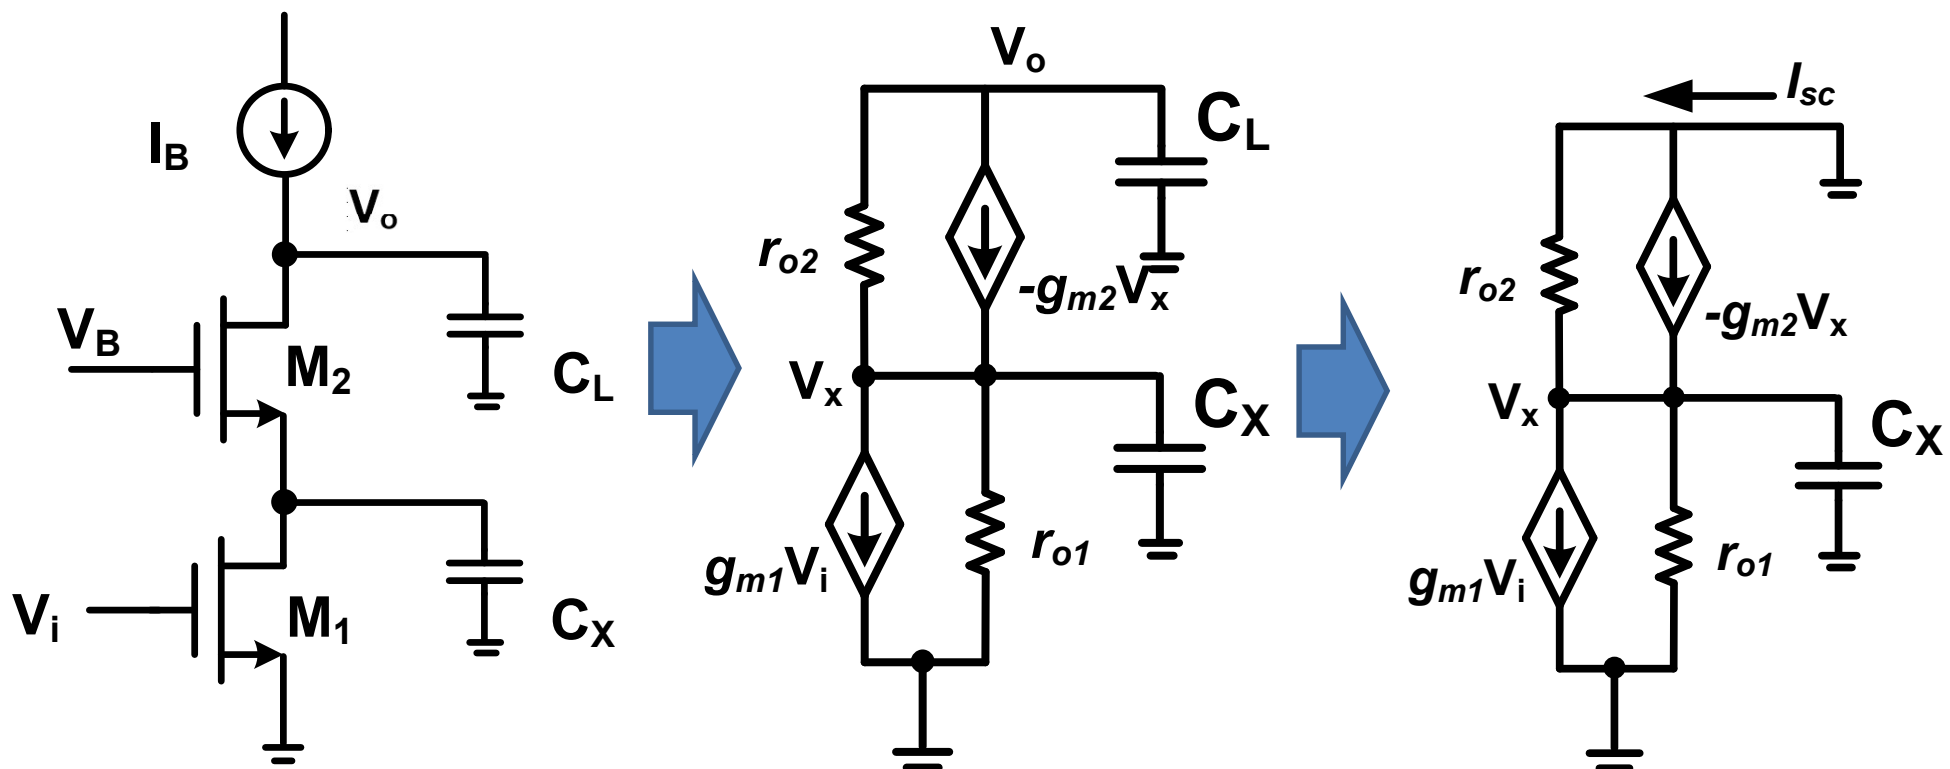 I_B
V_o
V_B
M_2
C_L
V_i
M_1
C_X
V_o
C_L
r_o2
-g_m2V_x
V_x
C_X
g_m1V_i
r_o1
I_sc
r_o2
-g_m2V_x
V_x
C_X
g_m1V_i
r_o1